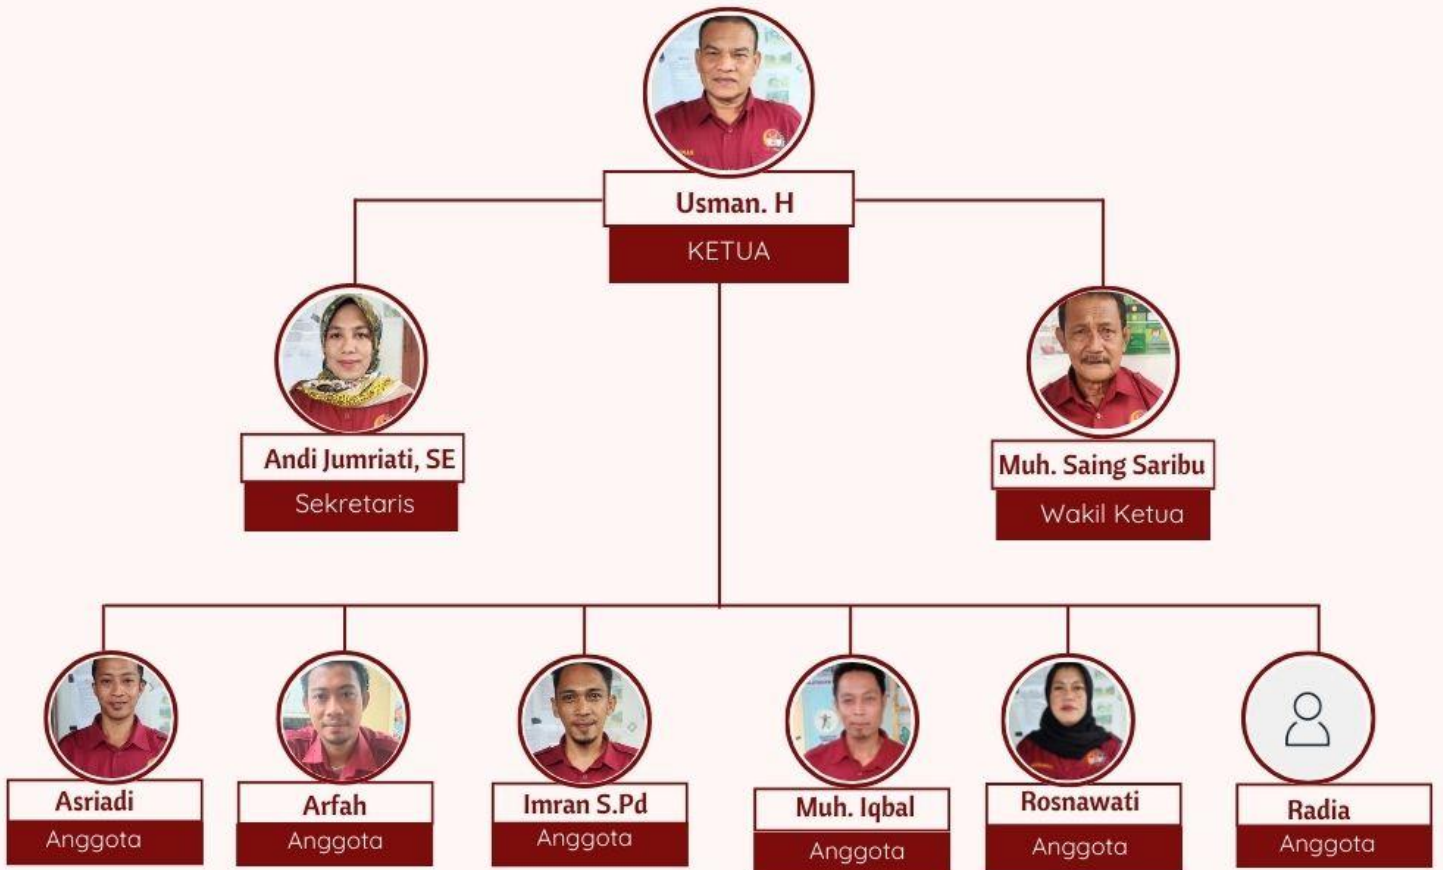 Usman. H
KETUA
Andi Jumriati, SE
Sekretaris
Muh. Saing Saribu
Wakil Ketua
Asriadi
Anggota
Arfah
Anggota
Imran S.Pd
Anggota
Muh. Iqbal
Anggota
Rosnawati
Anggota
Radia
Anggota